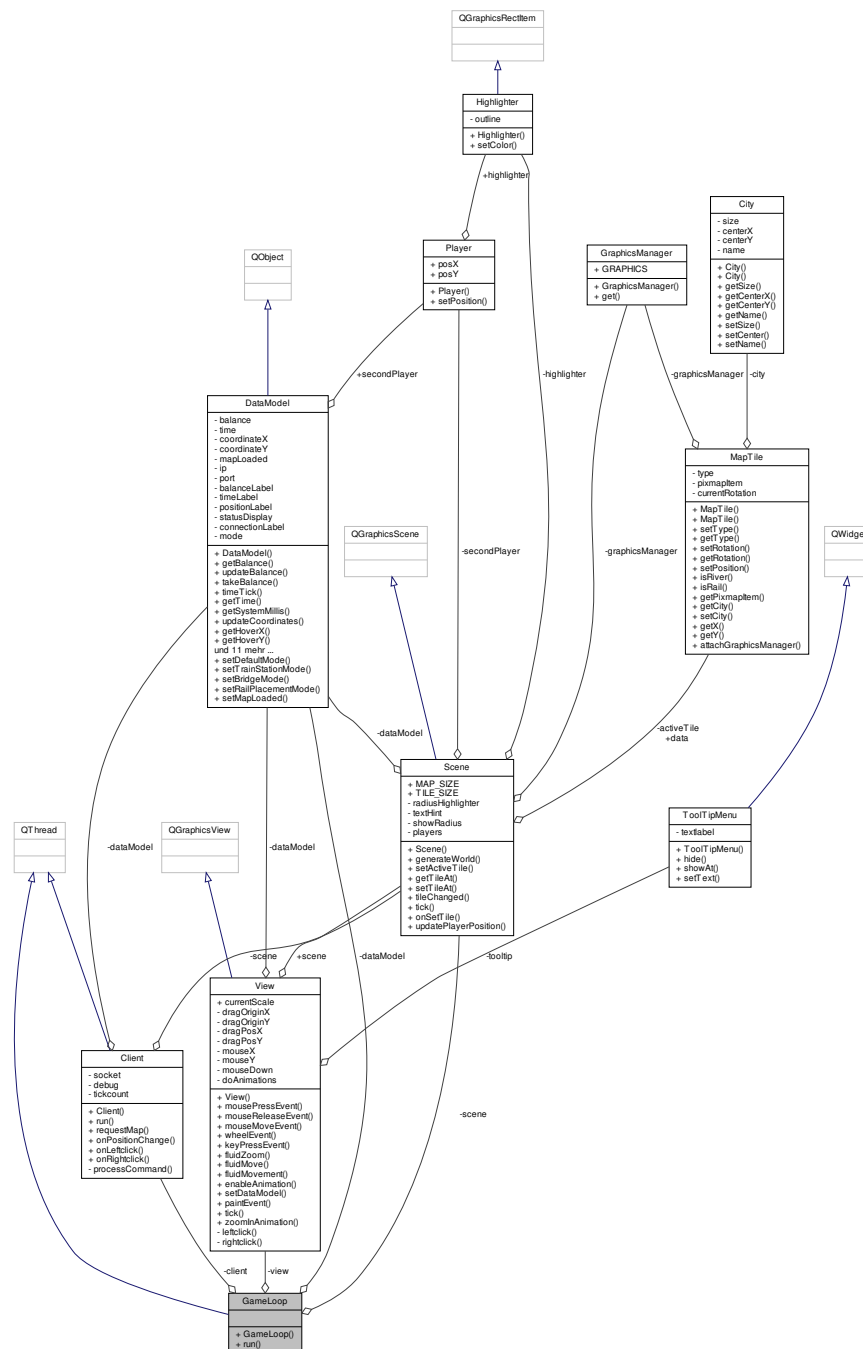 QGraphicsRectItem
Highlighter
- outline
+ Highlighter()
+ setColor()
+highlighter
City
- size
- centerX
- centerY
- name
+ City()
+ City()
+ getSize()
+ getCenterX()
+ getCenterY()
+ getName()
+ setSize()
+ setCenter()
+ setName()
Player
+ posX
+ posY
+ Player()
+ setPosition()
GraphicsManager
+ GRAPHICS
+ GraphicsManager()
+ get()
QObject
+secondPlayer
-highlighter
-graphicsManager
-city
DataModel
- balance
- time
- coordinateX
- coordinateY
- mapLoaded
- ip
- port
- balanceLabel
- timeLabel
- positionLabel
- statusDisplay
- connectionLabel
- mode
+ DataModel()
+ getBalance()
+ updateBalance()
+ takeBalance()
+ timeTick()
+ getTime()
+ getSystemMillis()
+ updateCoordinates()
+ getHoverX()
+ getHoverY()
und 11 mehr ...
+ setDefaultMode()
+ setTrainStationMode()
+ setBridgeMode()
+ setRailPlacementMode()
+ setMapLoaded()
MapTile
- type
- pixmapItem
- currentRotation
+ MapTile()
+ MapTile()
+ setType()
+ getType()
+ setRotation()
+ getRotation()
+ setPosition()
+ isRiver()
+ isRail()
+ getPixmapItem()
+ getCity()
+ setCity()
+ getX()
+ getY()
+ attachGraphicsManager()
QGraphicsScene
QWidge
-secondPlayer
-graphicsManager
-dataModel
-activeTile
+data
Scene
+ MAP_SIZE
+ TILE_SIZE
- radiusHighlighter
- textHint
- showRadius
- players
+ Scene()
+ generateWorld()
+ setActiveTile()
+ getTileAt()
+ setTileAt()
+ tileChanged()
+ tick()
+ onSetTile()
+ updatePlayerPosition()
ToolTipMenu
- textlabel
+ ToolTipMenu()
+ hide()
+ showAt()
+ setText()
QThread
QGraphicsView
-dataModel
-dataModel
-scene
+scene
-dataModel
-tooltip
View
+ currentScale
- dragOriginX
- dragOriginY
- dragPosX
- dragPosY
- mouseX
- mouseY
- mouseDown
- doAnimations
+ View()
+ mousePressEvent()
+ mouseReleaseEvent()
+ mouseMoveEvent()
+ wheelEvent()
+ keyPressEvent()
+ fluidZoom()
+ fluidMove()
+ fluidMovement()
+ enableAnimation()
+ setDataModel()
+ paintEvent()
+ tick()
+ zoomInAnimation()
- leftclick()
- rightclick()
Client
- socket
- debug
- tickcount
+ Client()
+ run()
+ requestMap()
+ onPositionChange()
+ onLeftclick()
+ onRightclick()
- processCommand()
-scene
-client
-view
GameLoop
+ GameLoop()
+ run()